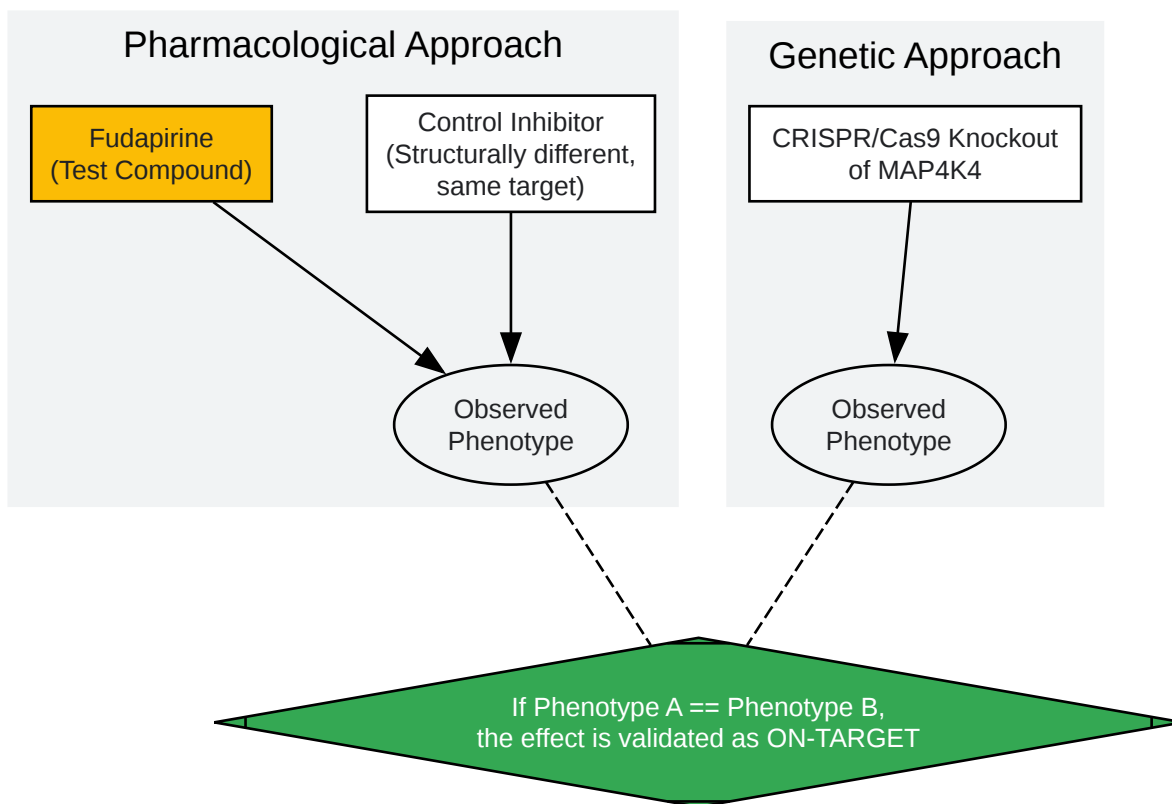 Pharmacological Approach
Fudapirine
(Test Compound)
Control Inhibitor
(Structurally different,
same target)
Observed
Phenotype
Genetic Approach
CRISPR/Cas9 Knockout
of MAP4K4
Observed
Phenotype
If Phenotype A == Phenotype B,
the effect is validated as ON-TARGET